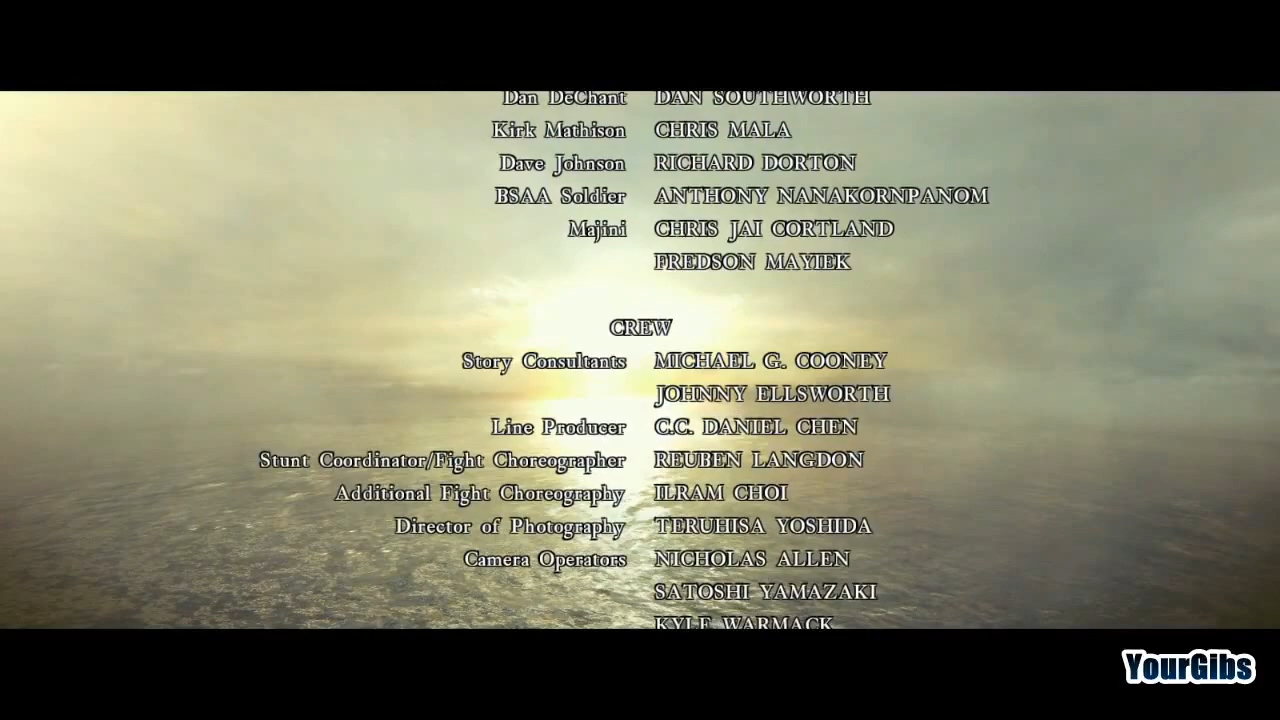 Dan DeChant DAN SOUTHWORTH
Kirk Mathison CHRIS MALA
Dave Johnson RICHARD DORTON
BSAA Soldier ANTHONY NANAKORNPANOM
Majini CHRIS JAI CORTLAND
FREDSON MAYIEK
CREW
Story Consultants MICHAEL G. COONEY
JOHNNY ELLSWORTH
Line Producer C.C. DANIEL CHEN
Stunt Coordinator/Fight Choreographer REUBEN LANGDON
Additional Fight Choreography ILRAM CHOI
Director of Photography TERUHISA YOSHIDA
Camera Operators NICHOLAS ALLEN
SATOSHI YAMAZAKI
KYLE WARMACK
YourGibs